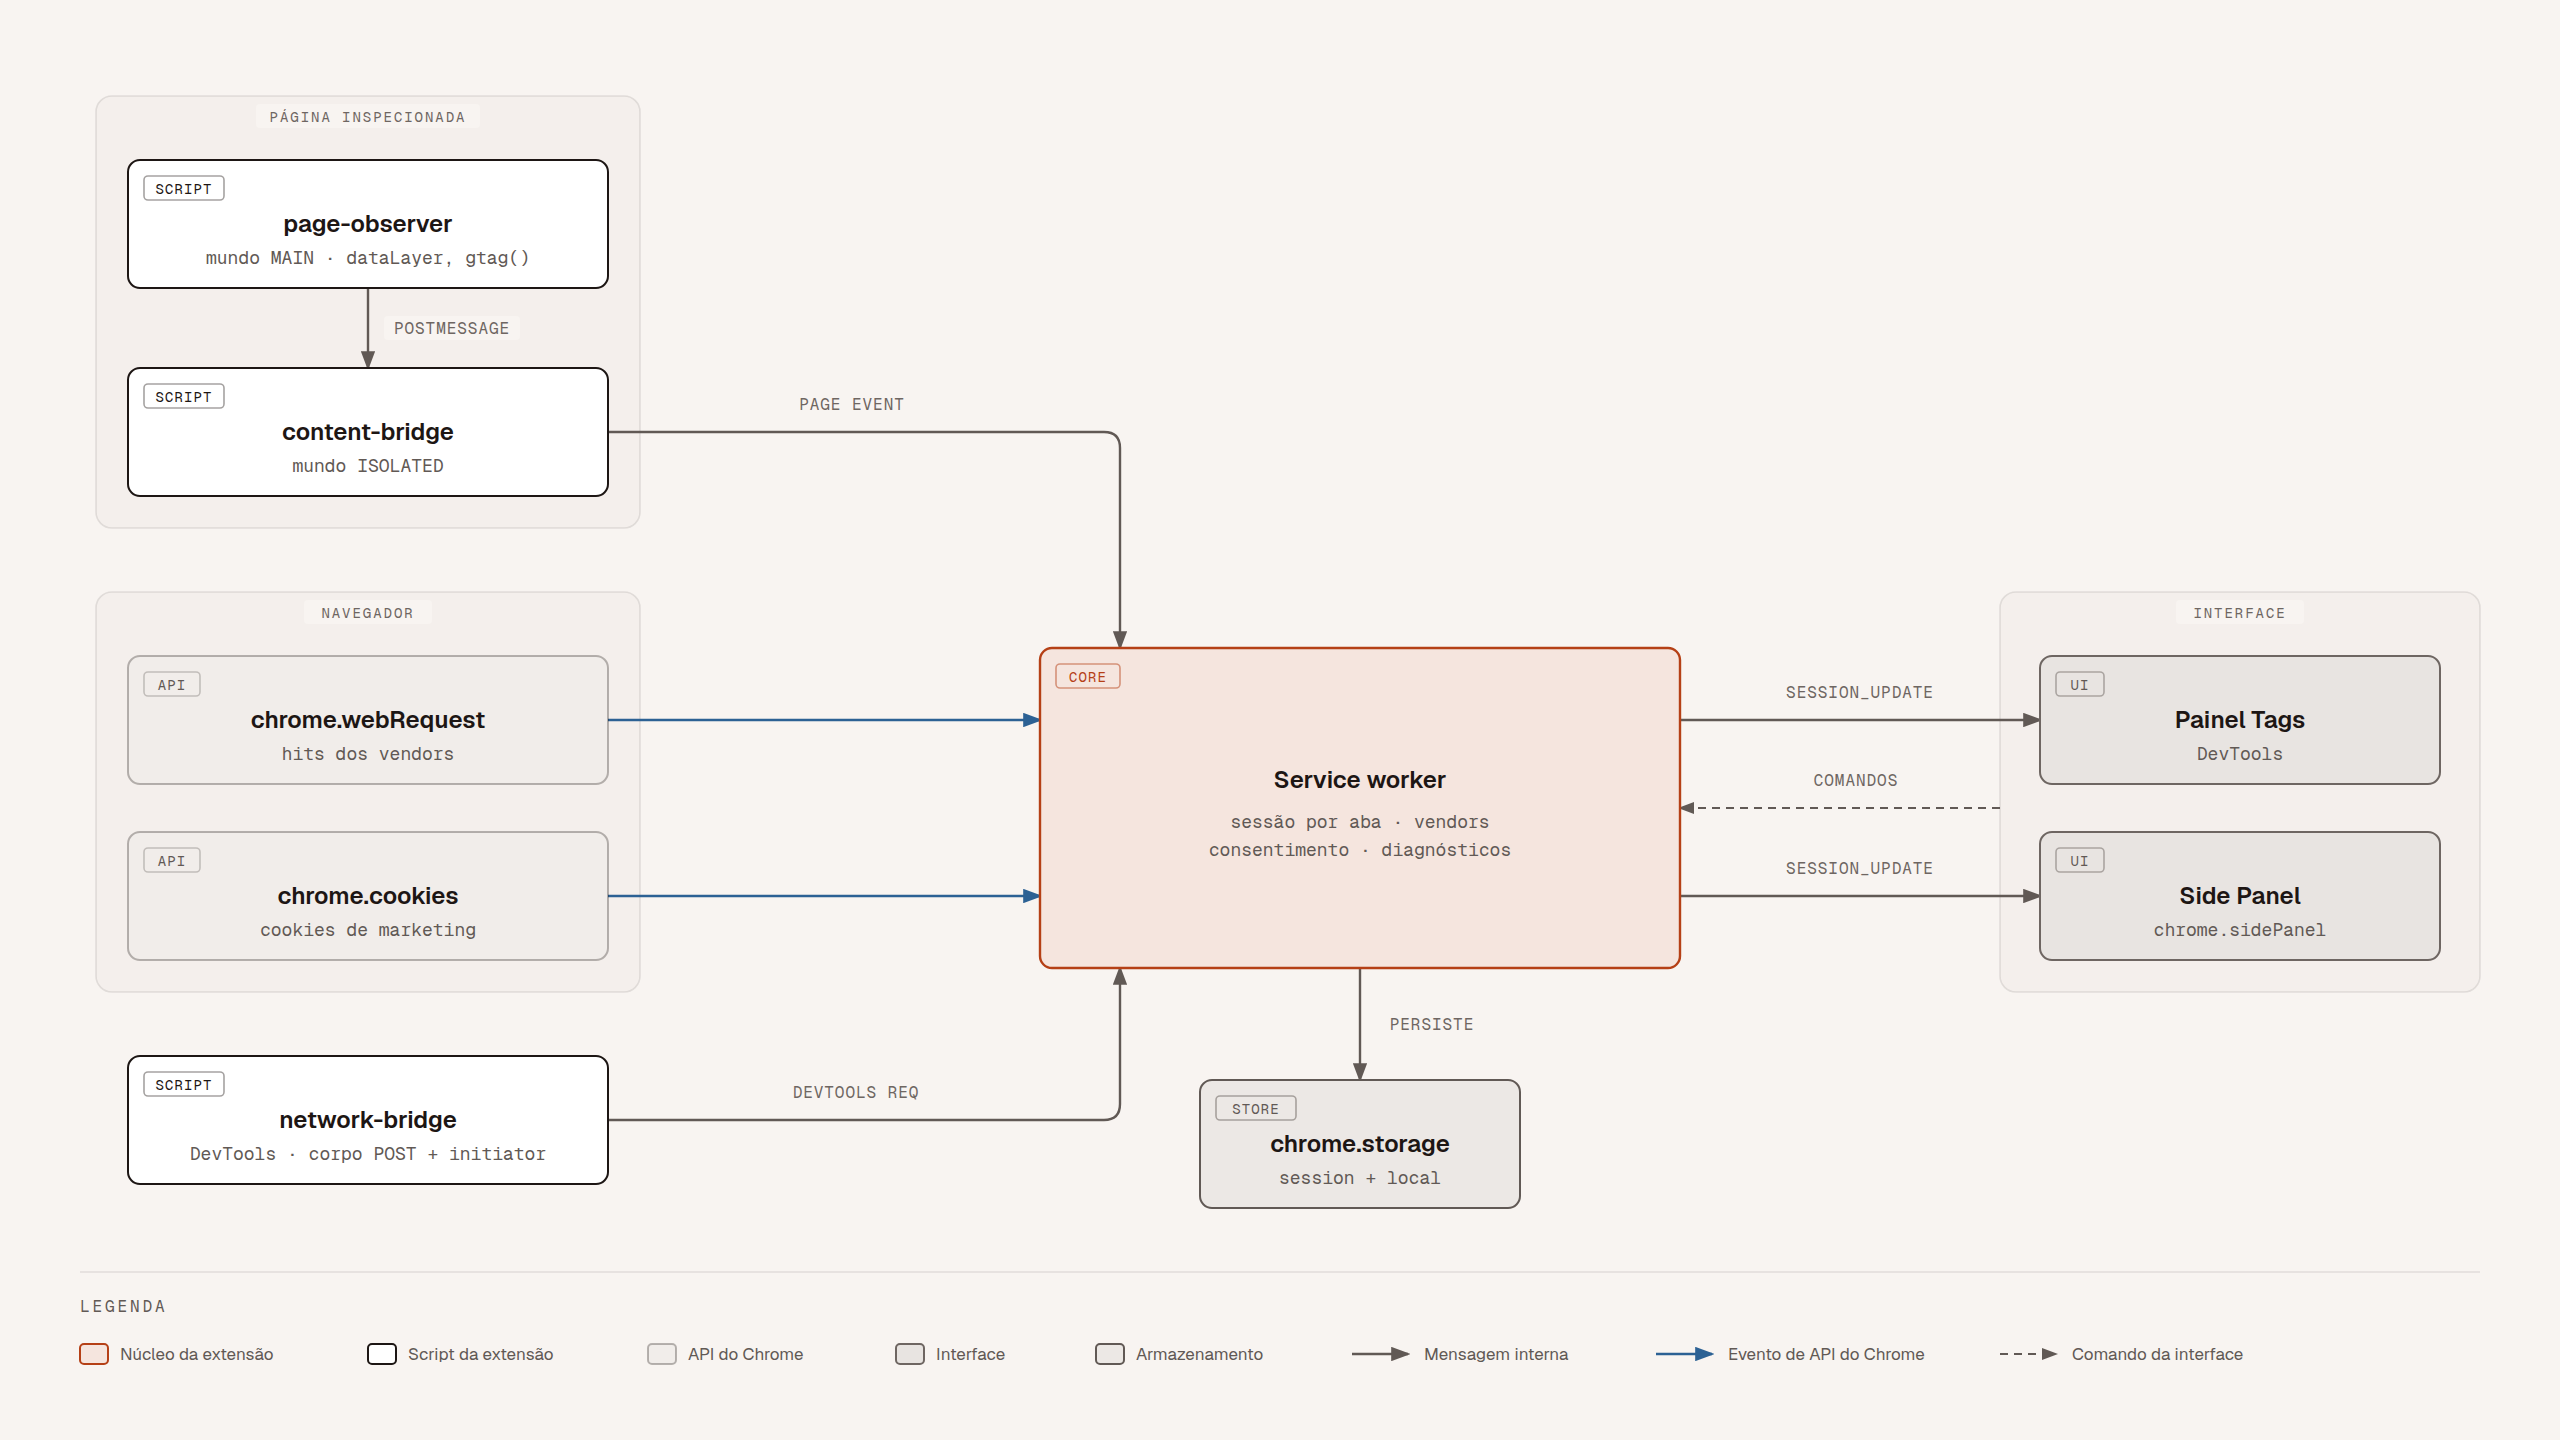 PÁGINA INSPECIONADA
SCRIPT
page-observer
mundo MAIN · dataLayer, gtag()
POSTMESSAGE
SCRIPT
content-bridge
mundo ISOLATED
PAGE EVENT
NAVEGADOR
API
chrome.webRequest
hits dos vendors
API
chrome.cookies
cookies de marketing
SCRIPT
network-bridge
DevTools · corpo POST + initiator
DEVTOOLS REQ
CORE
Service worker
sessão por aba · vendors
consentimento · diagnósticos
PERSISTE
STORE
chrome.storage
session + local
SESSION_UPDATE
COMANDOS
SESSION_UPDATE
INTERFACE
UI
Painel Tags
DevTools
UI
Side Panel
chrome.sidePanel
LEGENDA
Núcleo da extensão
Script da extensão
API do Chrome
Interface
Armazenamento
Mensagem interna
Evento de API do Chrome
Comando da interface